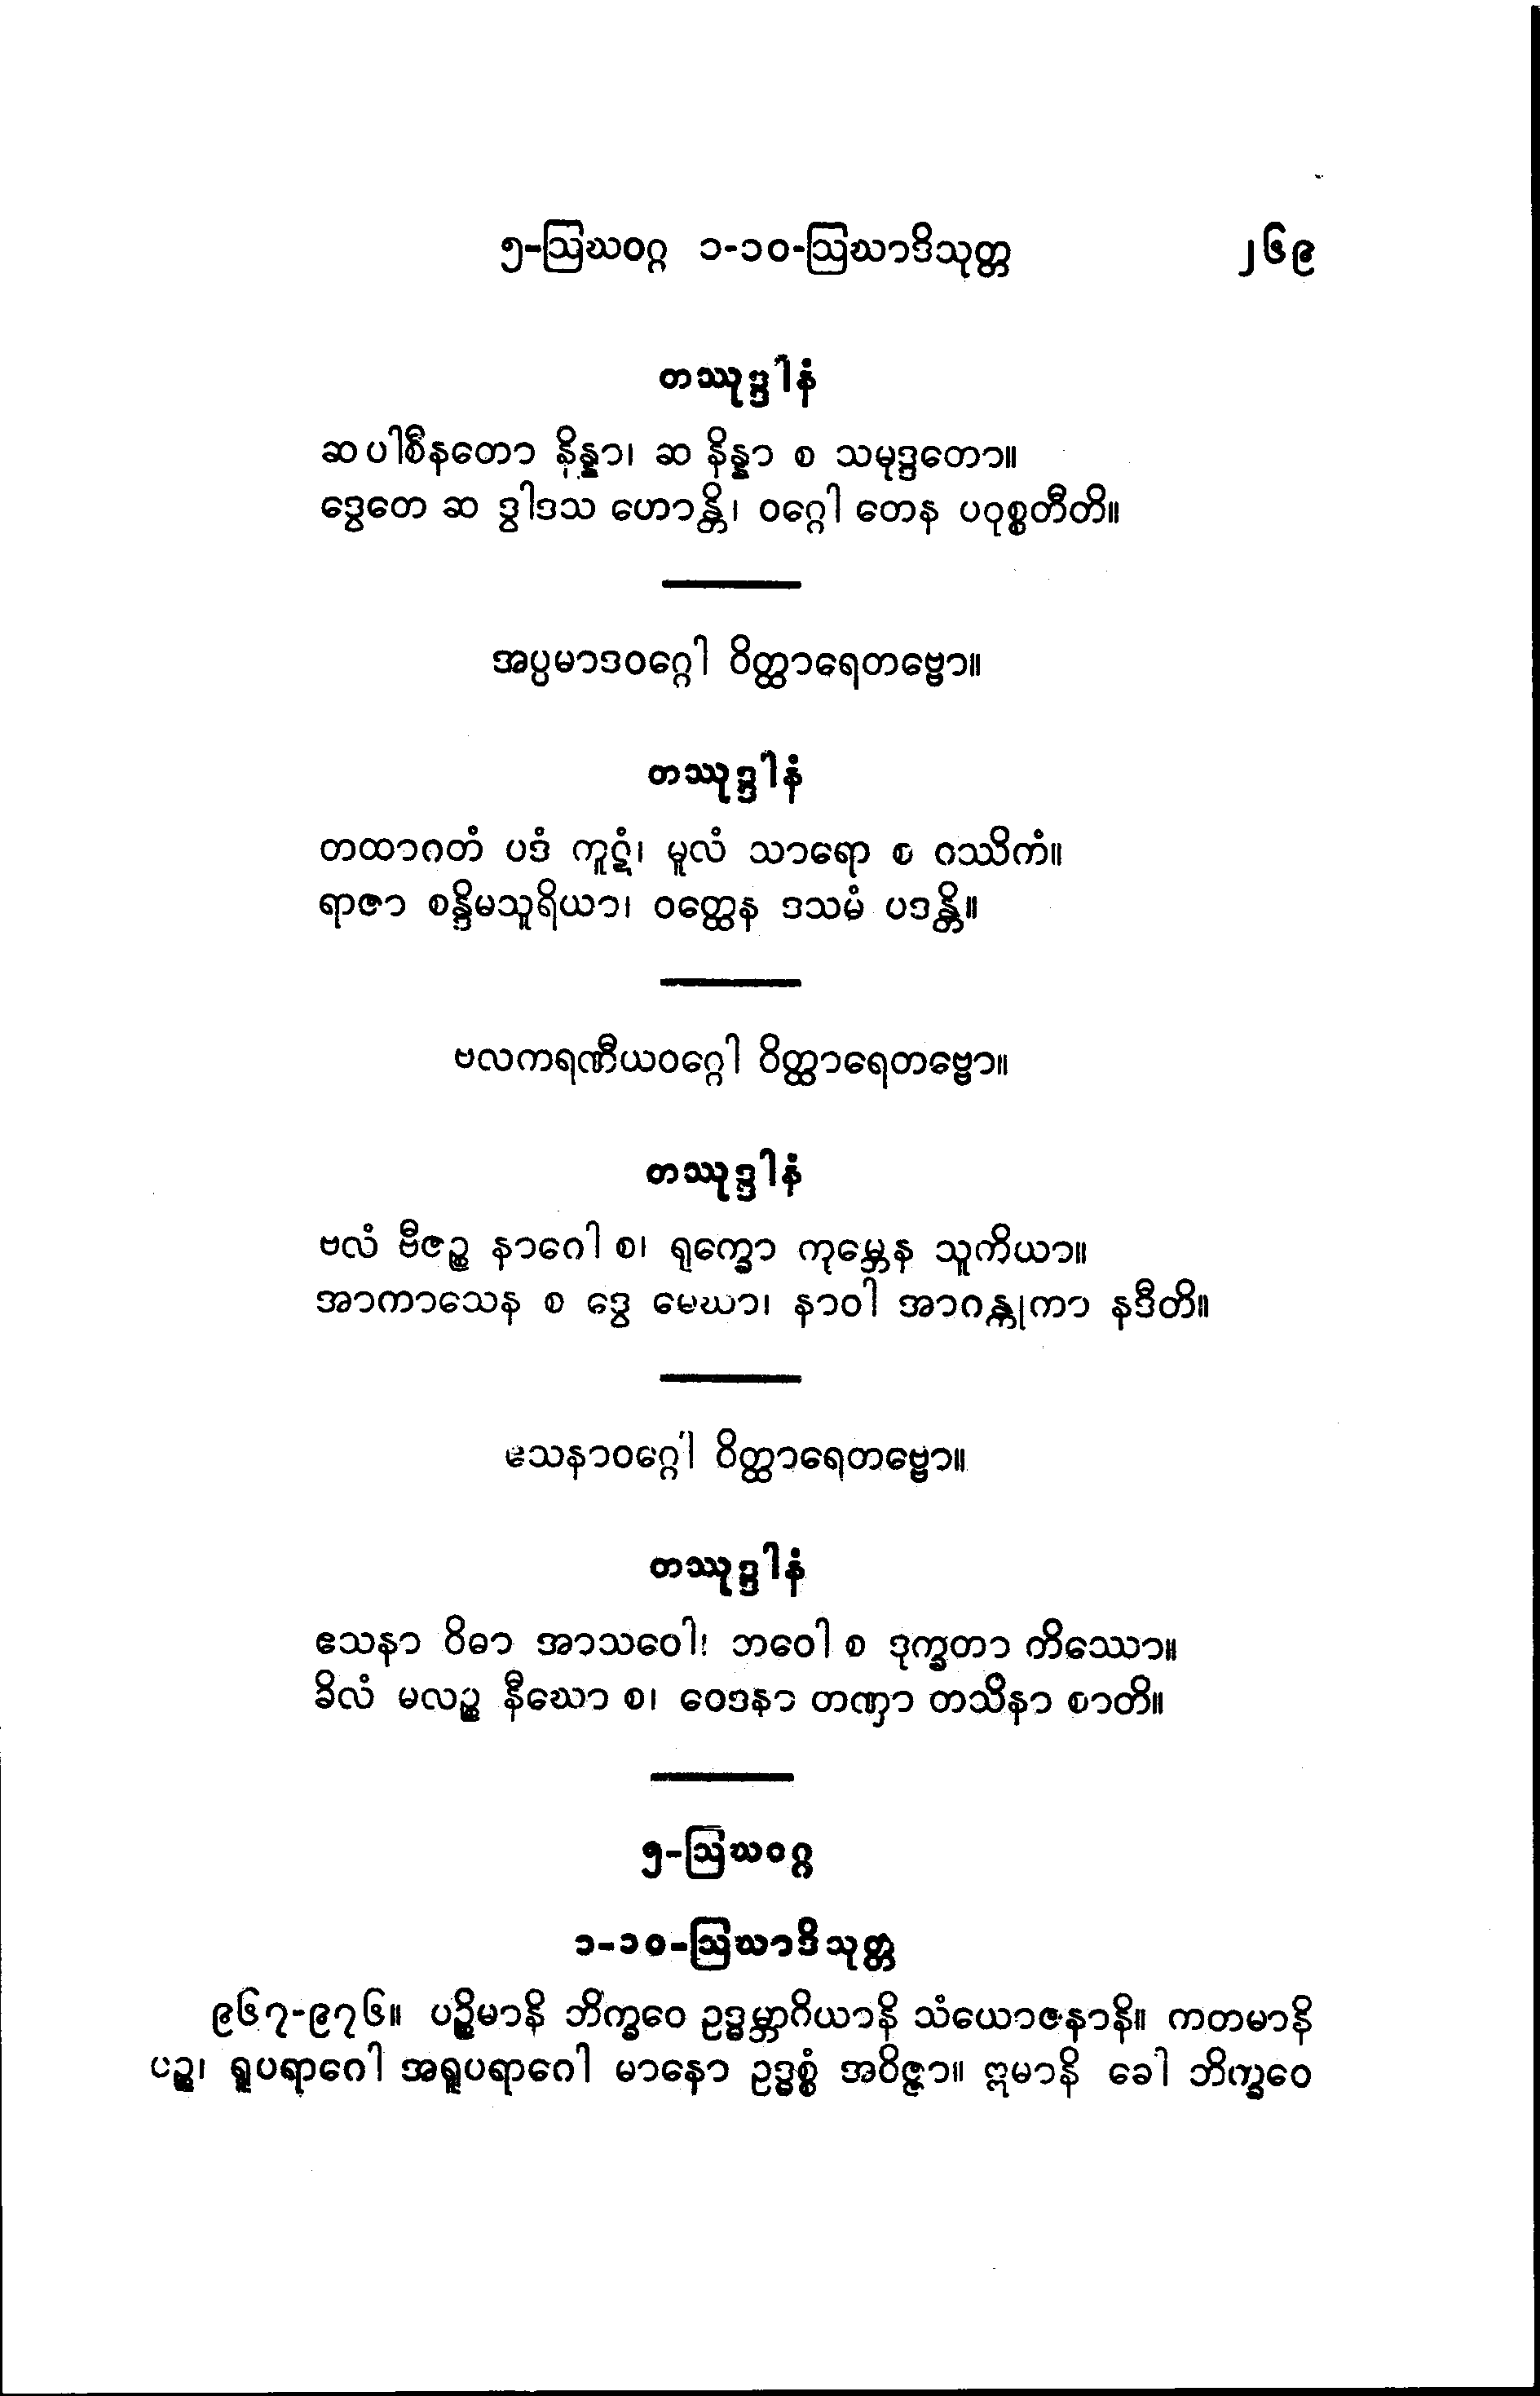 ၅-ဩဃဝဂ္ဂ ၁-၁၀-ဩဃာဒိသုတ္တ ၂၆၉
တဿုဒ္ဒါနံ
ဆ ပါစီနတော နိန္နာ၊ ဆ နိန္နာ စ သမုဒ္ဒတော။
ဒွေတေ ဆ ဒွါဒသ ဟောန္တိ၊ ဝဂ္ဂေါ တေန ပဝုစ္စတီတိ။
အပ္ပမာဒဝဂ္ဂေါ ဝိတ္ထာရေတဗ္ဗော။
တဿုဒ္ဒါနံ
တထာဂတံ ပဒံ ကူဋံ၊ မူလံ သာရော စ ဝဿိကံ။
ရာဇာ စန္ဒိမသူရိယာ၊ ဝတ္ထေန ဒသမံ ပဒန္တိ။
ဗလကရဏီယဝဂ္ဂေါ ဝိတ္ထာရေတဗ္ဗော။
တဿုဒ္ဒါနံ
ဗလံ ဗီဇဉ္စ နာဂေါ စ၊ ရုက္ခော ကုမ္ဘေန သူကိယာ။
အာကာသေန စ ဒွေ မေဃာ၊ နာဝါ အာဂန္တုကာ နဒီတိ။
ဧသနာဝဂ္ဂေါ ဝိတ္ထာရေတဗ္ဗော။
တဿုဒ္ဒါနံ
ဧသနာ ဝိဓာ အာသဝေါ၊ ဘဝေါ စ ဒုက္ခတာ ကိဿော။
ခိလံ မလဉ္စ နီဃော စ၊ ဝေဒနာ တဏှာ တသိနာ စာတိ။
၅-ဩဃဝဂ္ဂ
၁-၁၀-ဩဃာဒိသုတ္တ
၉၆၇-၉၇၆။ ပဉ္စိမာနိ ဘိက္ခဝေ ဥဒ္ဓမ္ဘာဂိယာနိ သံယောဇနာနိ။ ကတမာနိ
ပဉ္စ၊ ရူပရာဂေါ အရူပရာဂေါ မာနော ဥဒ္ဓစ္စံ အဝိဇ္ဇာ။ ဣမာနိ ခေါ ဘိက္ခဝေ